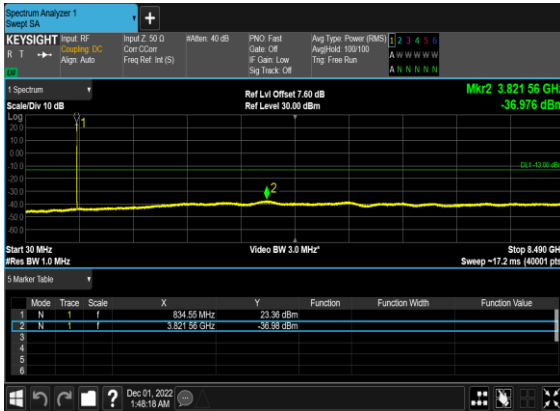 Spectrum Analyzer 1
Swept SA
+
KEYSIGHT Input: RF Input Z: 50 Ω #Atten: 40 dB PNO: Fast Avg Type: Power (RMS) 1 2 3 4 5 6
R T Coupling: DC Corr CCorr Gate: Off Avg|Hold: 100/100 A W W W W W
Align: Auto Freq Ref: Int (S) IF Gain: Low Trig: Free Run
Sig Track: Off A N N N N N
1 Spectrum Mkr2 3.821 56 GHz
Ref Lvl Offset 7.60 dB
Scale/Div 10 dB Ref Level 30.00 dBm -36.976 dBm
Log
1
20.0
10.0
0.00
-10.0
DL1 -13.00 dBm
-20.0
-30.0
2
-40.0
-50.0
-60.0
Start 30 MHz Video BW 3.0 MHz* Stop 8.490 GH
#Res BW 1.0 MHz Sweep ~17.2 ms (40001 pts
5 Marker Table
Mode Trace Scale X Y Function Function Width Function Value
1 N 1 f 834.55 MHz 23.36 dBm
2 N 1 f 3.821 56 GHz -36.98 dBm
3
4
5
6
? Dec 01, 2022
1:48:18 AM